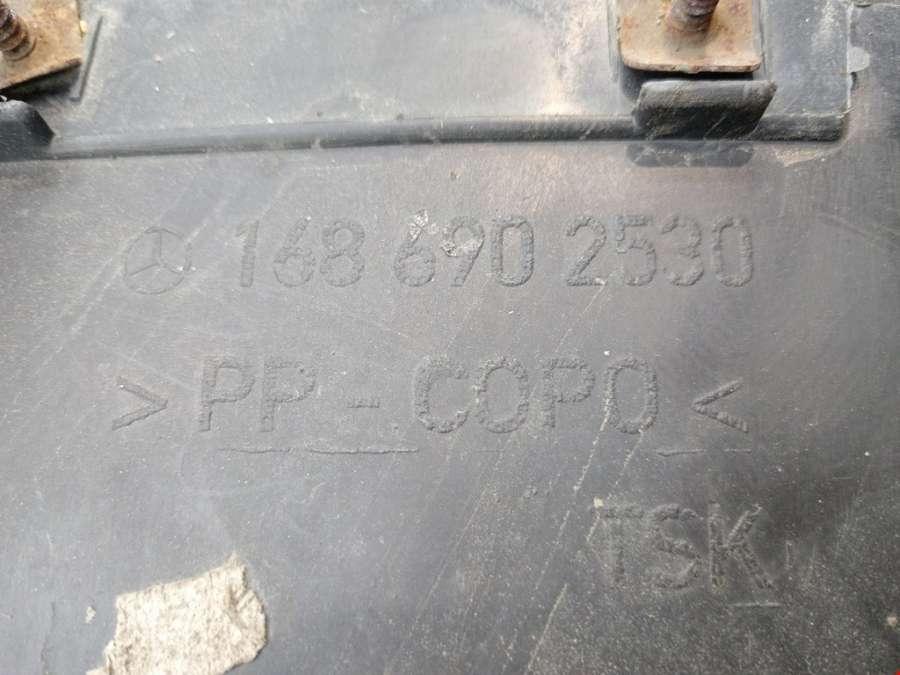 168 690 2530
> PP - COPO <
TSK